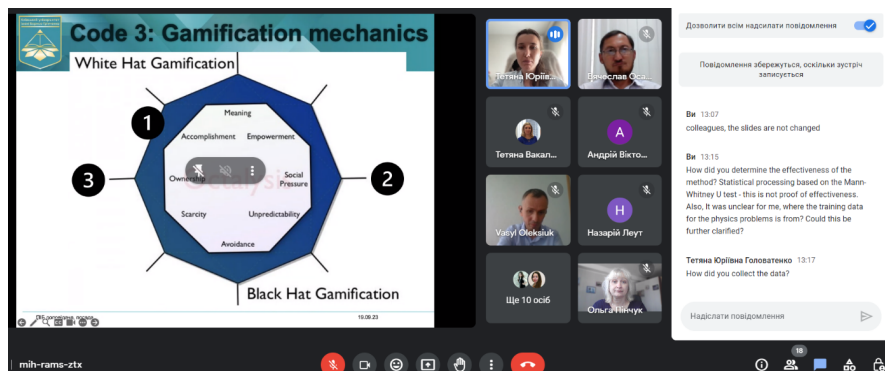 Code 3: Gamification mechanics
White Hat Gamification
1
Meaning
Accomplishment Empowerment
3
Ownership
Social
Pressure
2
Scarcity Unpredictability
Avoidance
Black Hat Gamification
19.09.23
Тетяна Юріїв...
Вячеслав Оса...
Тетяна Вакал...
А
Андрій Вікто...
Vasyl Oleksiuk
Н
Назарій Леут
Ще 10 осіб
Ольга Пінчук
Дозволити всім надсилати повідомлення
Повідомлення збережуться, оскільки зустріч
записується
Ви 13:07
colleagues, the slides are not changed
Ви 13:15
How did you determine the effectiveness of the
method? Statistical processing based on the Mann-
Whitney U test - this is not proof of effectiveness.
Also, It was unclear for me, where the training data
for the physics problems is from? Could this be
further clarified?
Тетяна Юріївна Головатенко 13:17
How did you collect the data?
Надіслати повідомлення
mih-rams-ztx
18